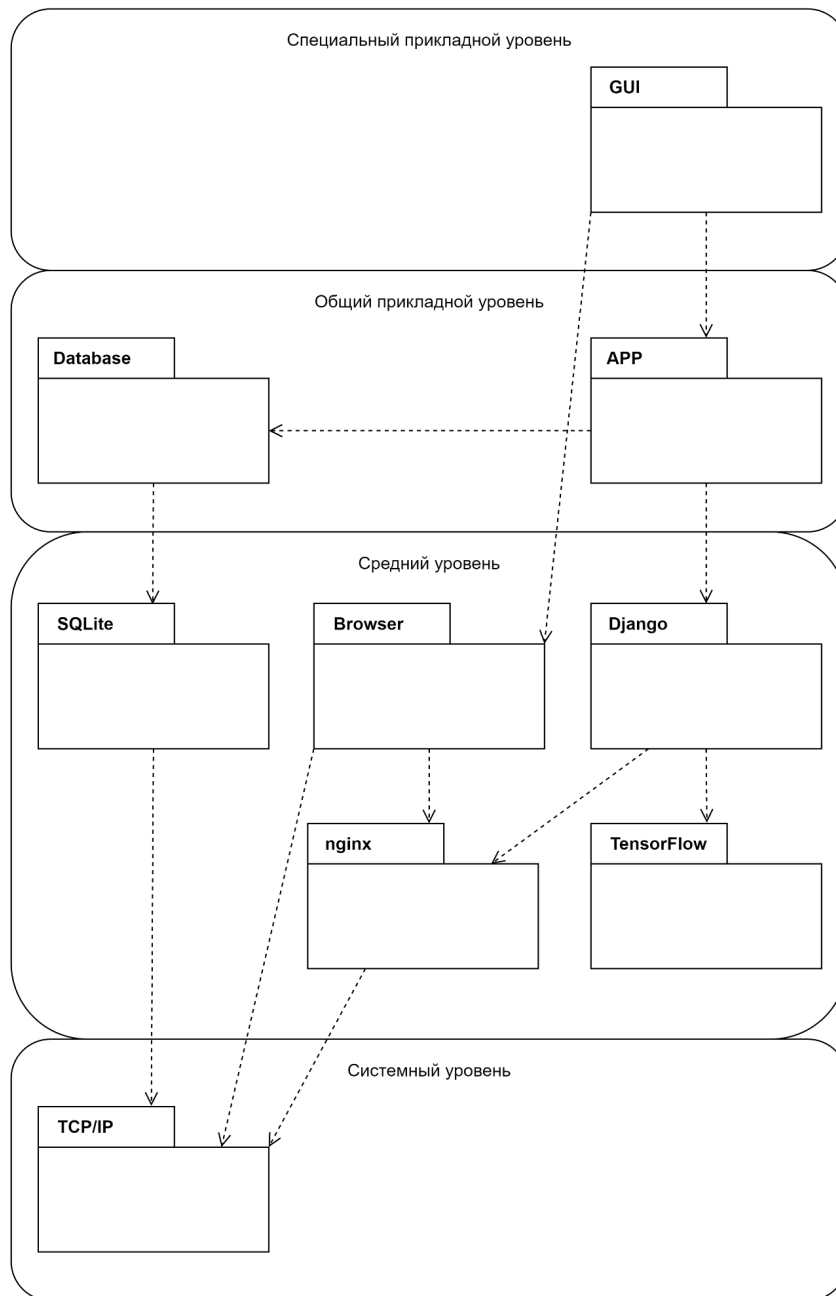 Специальный прикладной уровень
GUI
Общий прикладной уровень
Database
APP
Средний уровень
SQLite
Browser
Django
nginx
TensorFlow
Системный уровень
TCP/IP